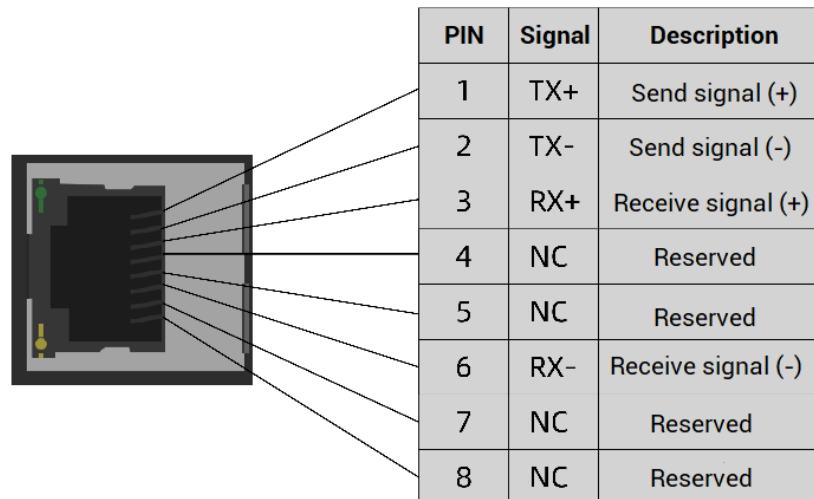 PIN Signal Description
1 TX+ Send signal (+)
2 TX- Send signal (-)
3 RX+ Receive signal (+)
4 NC Reserved
5 NC Reserved
6 RX- Receive signal (-)
7 NC Reserved
8 NC Reserved